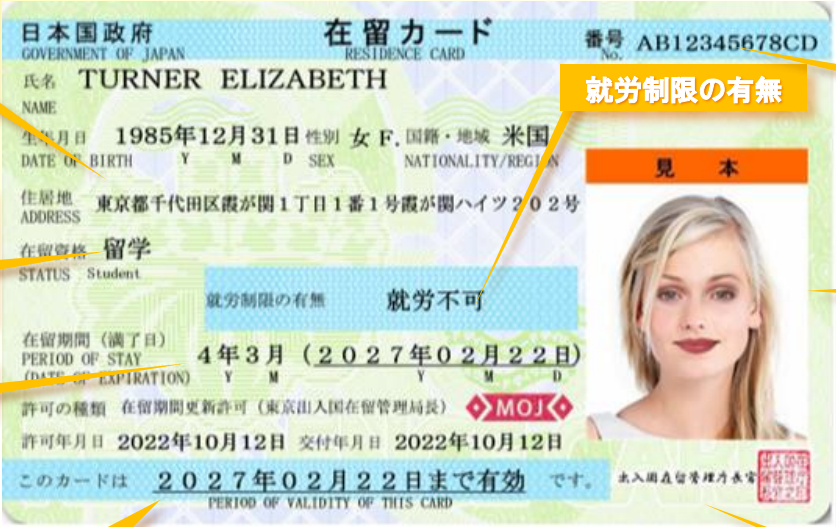 日本国政府 在留カード 番号 AB12345678CD
GOVERNMENT OF JAPAN RESIDENCE CARD No.
氏名 TURNER ELIZABETH
NAME
就労制限の有無
生年月日 1985年12月31日 性別 女 F. 国籍・地域 米国
DATE OF BIRTH Y M D SEX NATIONALITY/REGION
見本
住居地 東京都千代田区霞が関1丁目1番1号霞が関ハイツ202号
ADDRESS
在留資格 留学
STATUS Student
就労制限の有無 就労不可
在留期間(満了日) 4年3月(2027年02月22日)
PERIOD OF STAY
(DATE OF EXPIRATION) Y M Y M D
許可の種類 在留期間更新許可(東京出入国在留管理局長) MOJ
許可年月日 2022年10月12日 交付年月日 2022年10月12日
このカードは 2027年02月22日まで有効 です。 出入国在留管理庁長官
PERIOD OF VALIDITY OF THIS CARD